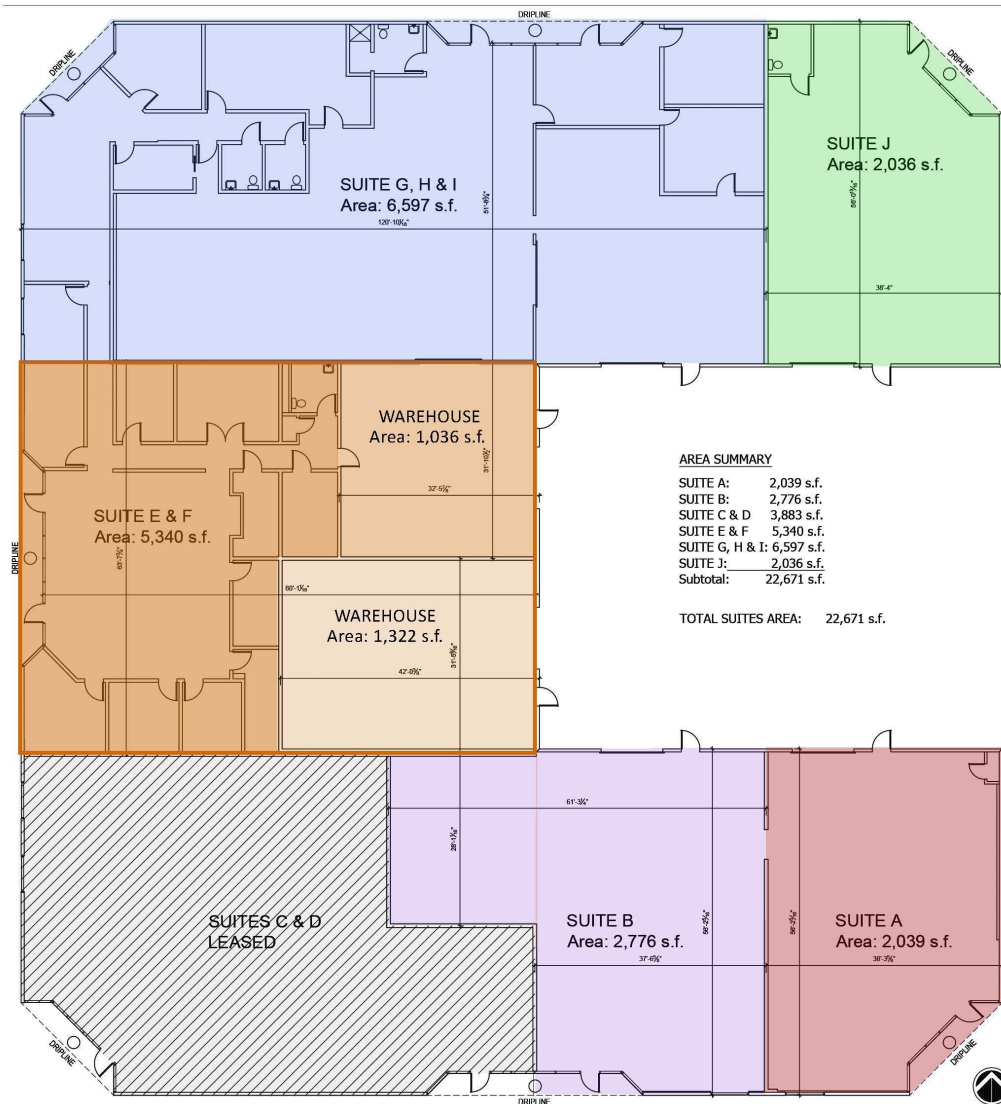 DRIPLINE
DRIPLINE
DRIPLINE
SUITE J
Area: 2,036 s.f.
SUITE G, H & I
Area: 6,597 s.f.
38'-4"
WAREHOUSE
Area: 1,036 s.f.
AREA SUMMARY
SUITE A: 2,039 s.f.
SUITE B: 2,776 s.f.
SUITE C & D 3,883 s.f.
SUITE E & F 5,340 s.f.
SUITE G, H & I: 6,597 s.f.
SUITE J: 2,036 s.f.
Subtotal: 22,671 s.f.
TOTAL SUITES AREA: 22,671 s.f.
SUITE E & F
Area: 5,340 s.f.
DRIPLINE
WAREHOUSE
Area: 1,322 s.f.
SUITES C & D
LEASED
SUITE B
Area: 2,776 s.f.
SUITE A
Area: 2,039 s.f.
DRIPLINE
DRIPLINE
DRIPLINE